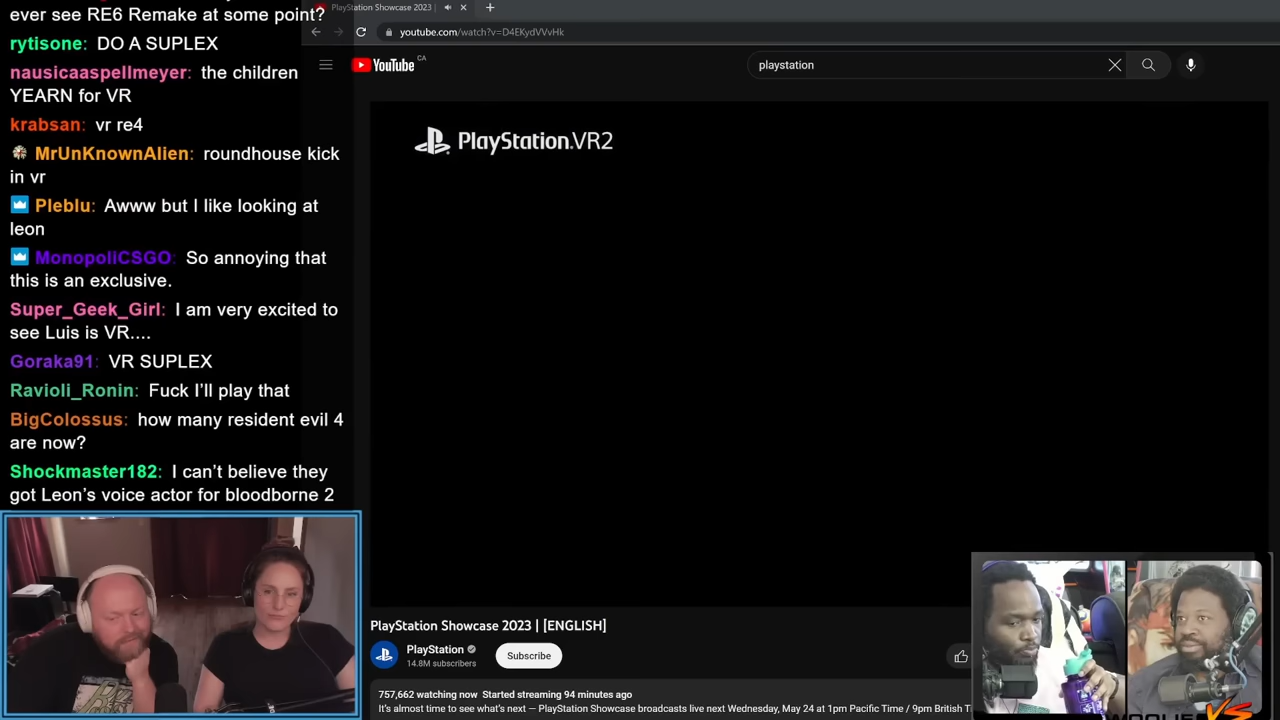 ever see RE6 Remake at some point?
rytisone: DO A SUPLEX
nausicaaspellmeyer: the children
YEARN for VR
krabsan: vr re4
MrUnKnownAlien: roundhouse kick
in vr
Pleblu: Awww but I like looking at
leon
MonopoliCSGO: So annoying that
this is an exclusive.
Super_Geek_Girl: I am very excited to
see Luis is VR....
Goraka91: VR SUPLEX
Ravioli_Ronin: Fuck I'll play that
BigColossus: how many resident evil 4
are now?
Shockmaster182: I can't believe they
got Leon's voice actor for bloodborne 2
PlayStation Showcase 2023 |
youtube.com/watch?v=D4EKydVVvHk
YouTube CA
playstation
PlayStation.VR2
PlayStation Showcase 2023 | [ENGLISH]
PlayStation
14.8M subscribers
Subscribe
757,662 watching now Started streaming 94 minutes ago
It's almost time to see what's next — PlayStation Showcase broadcasts live next Wednesday, May 24 at 1pm Pacific Time / 9pm British T
VS